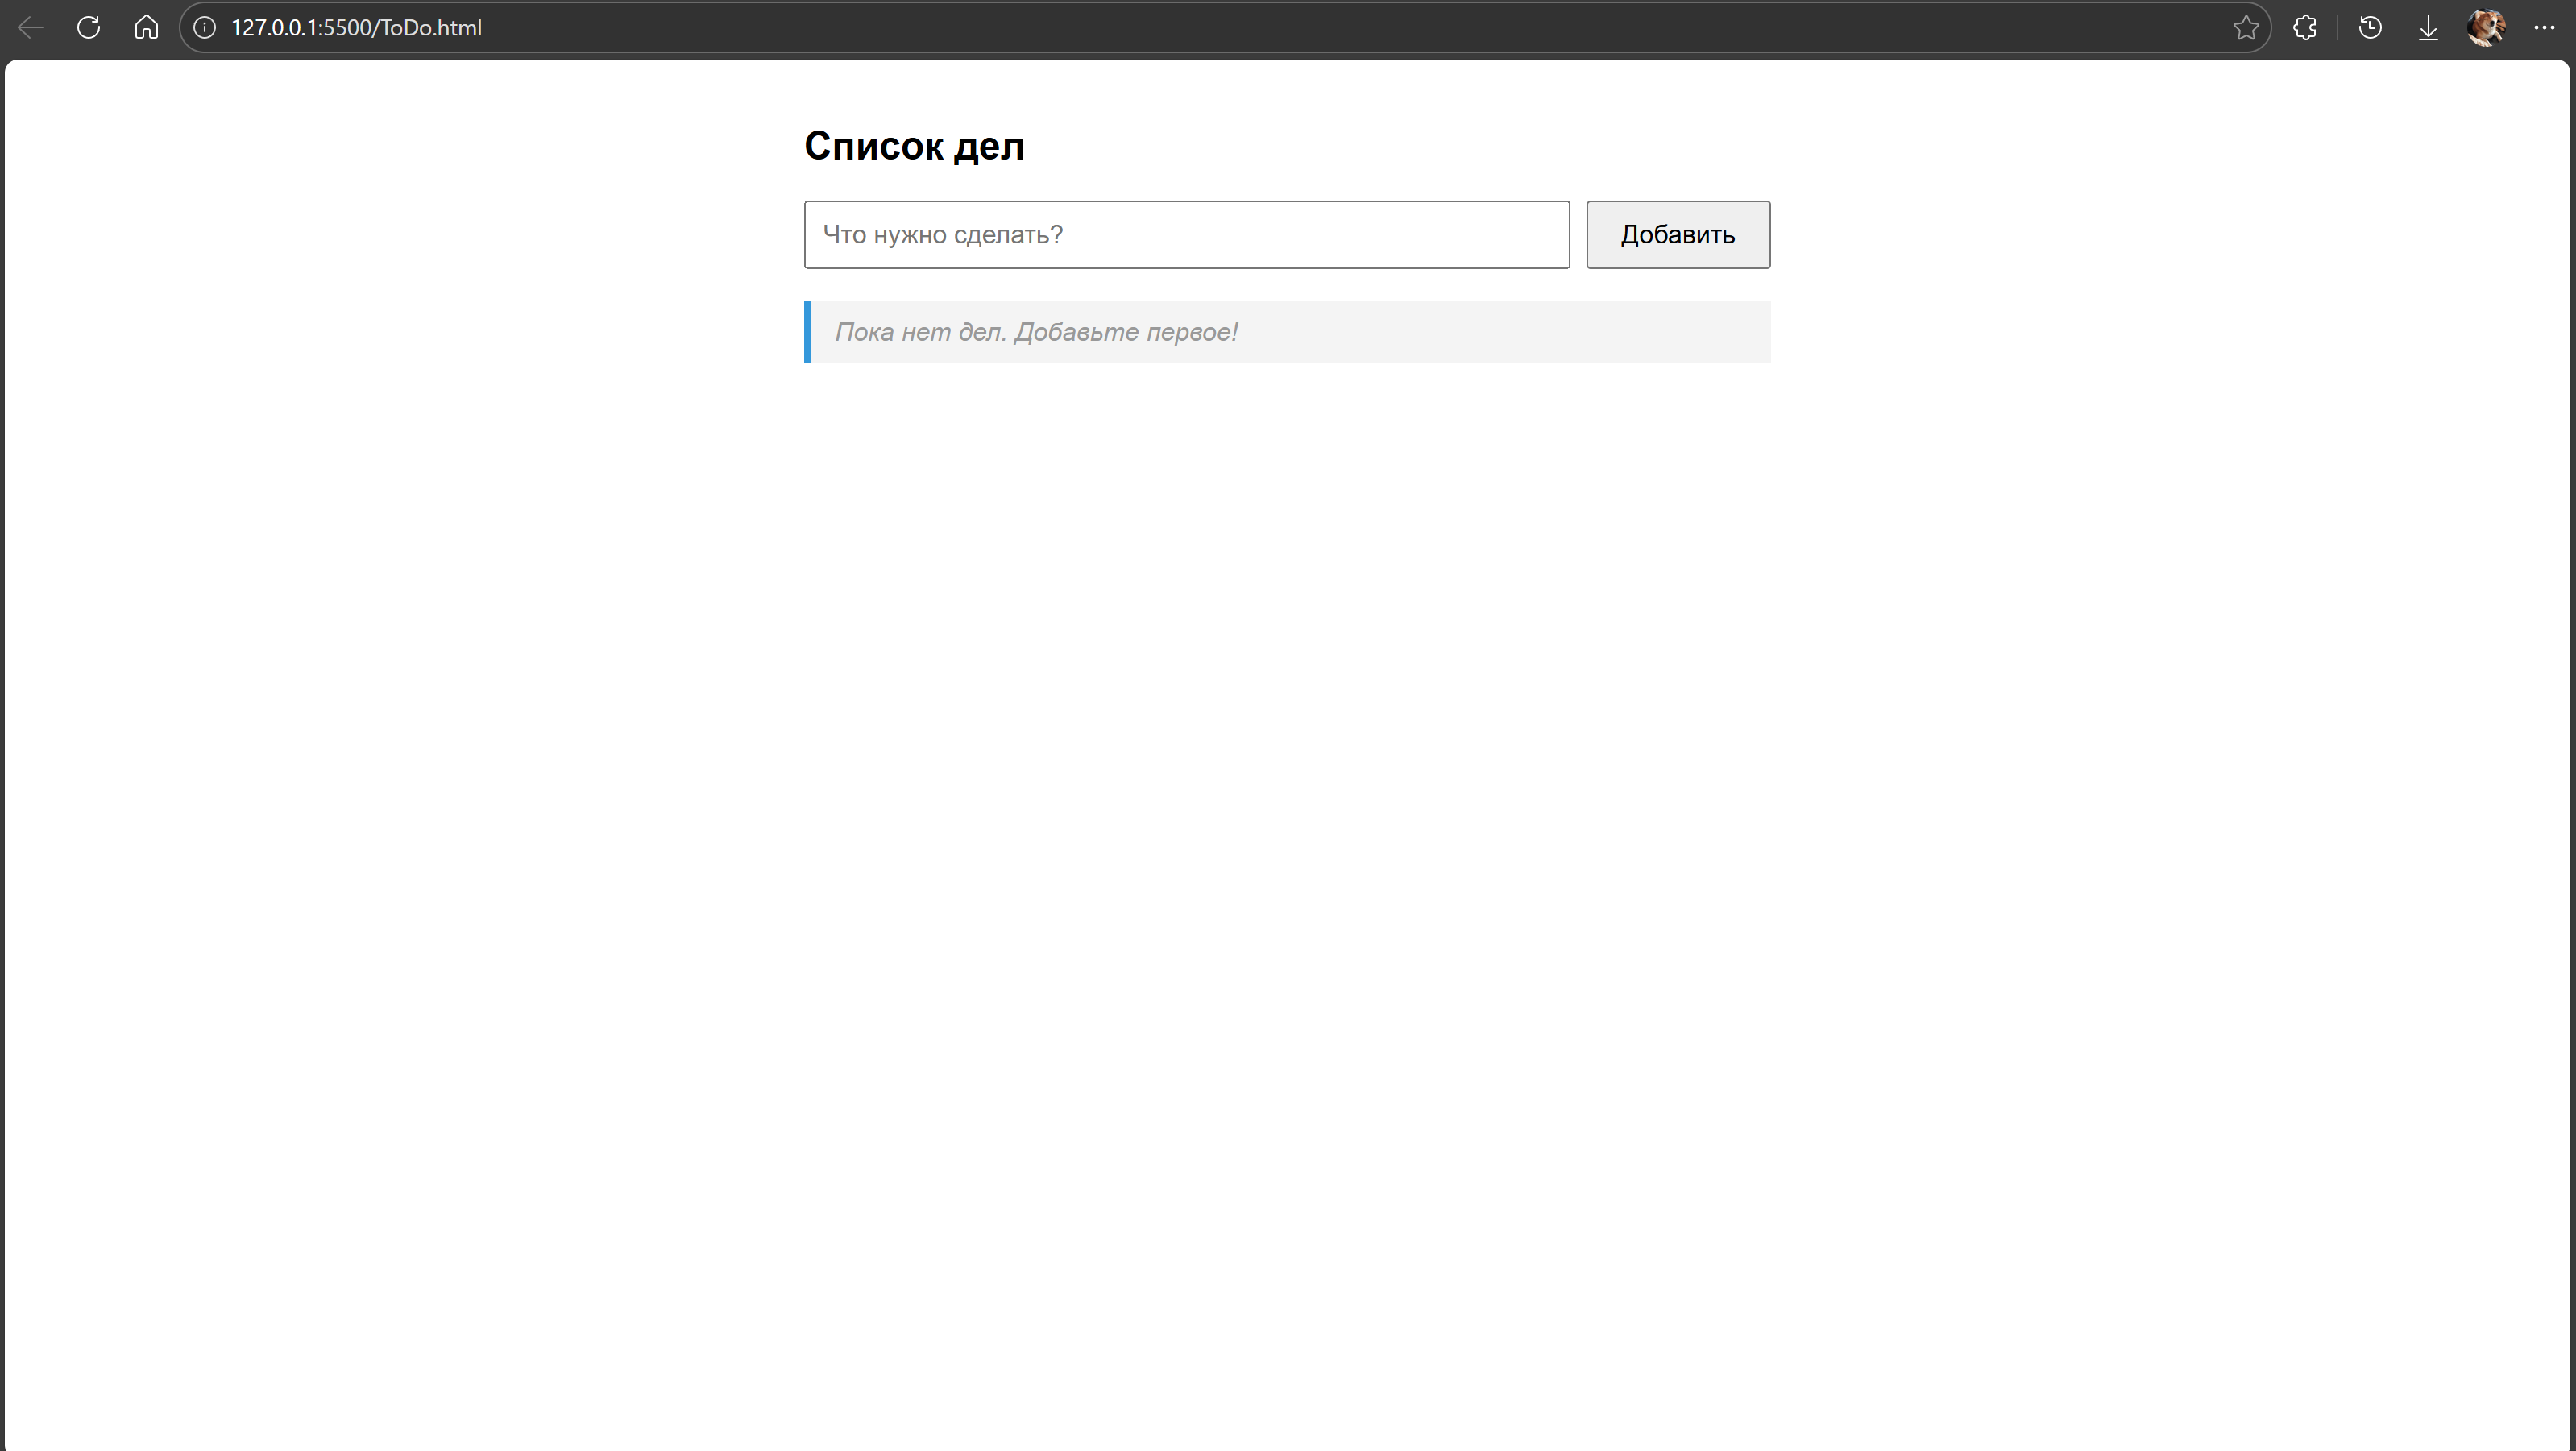 127.0.0.1:5500/ToDo.html
Список дел
Что нужно сделать?
Добавить
Пока нет дел. Добавьте первое!